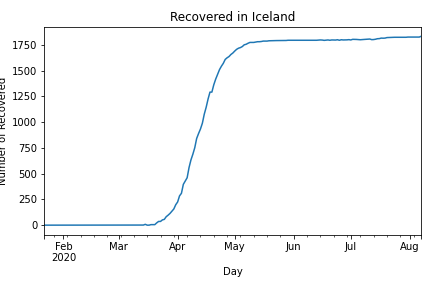 Recovered in Iceland
Number of Recovered
1750
1500
1250
1000
750
500
250
0
Feb
2020
Mar
Apr
May
Jun
Jul
Aug
Day